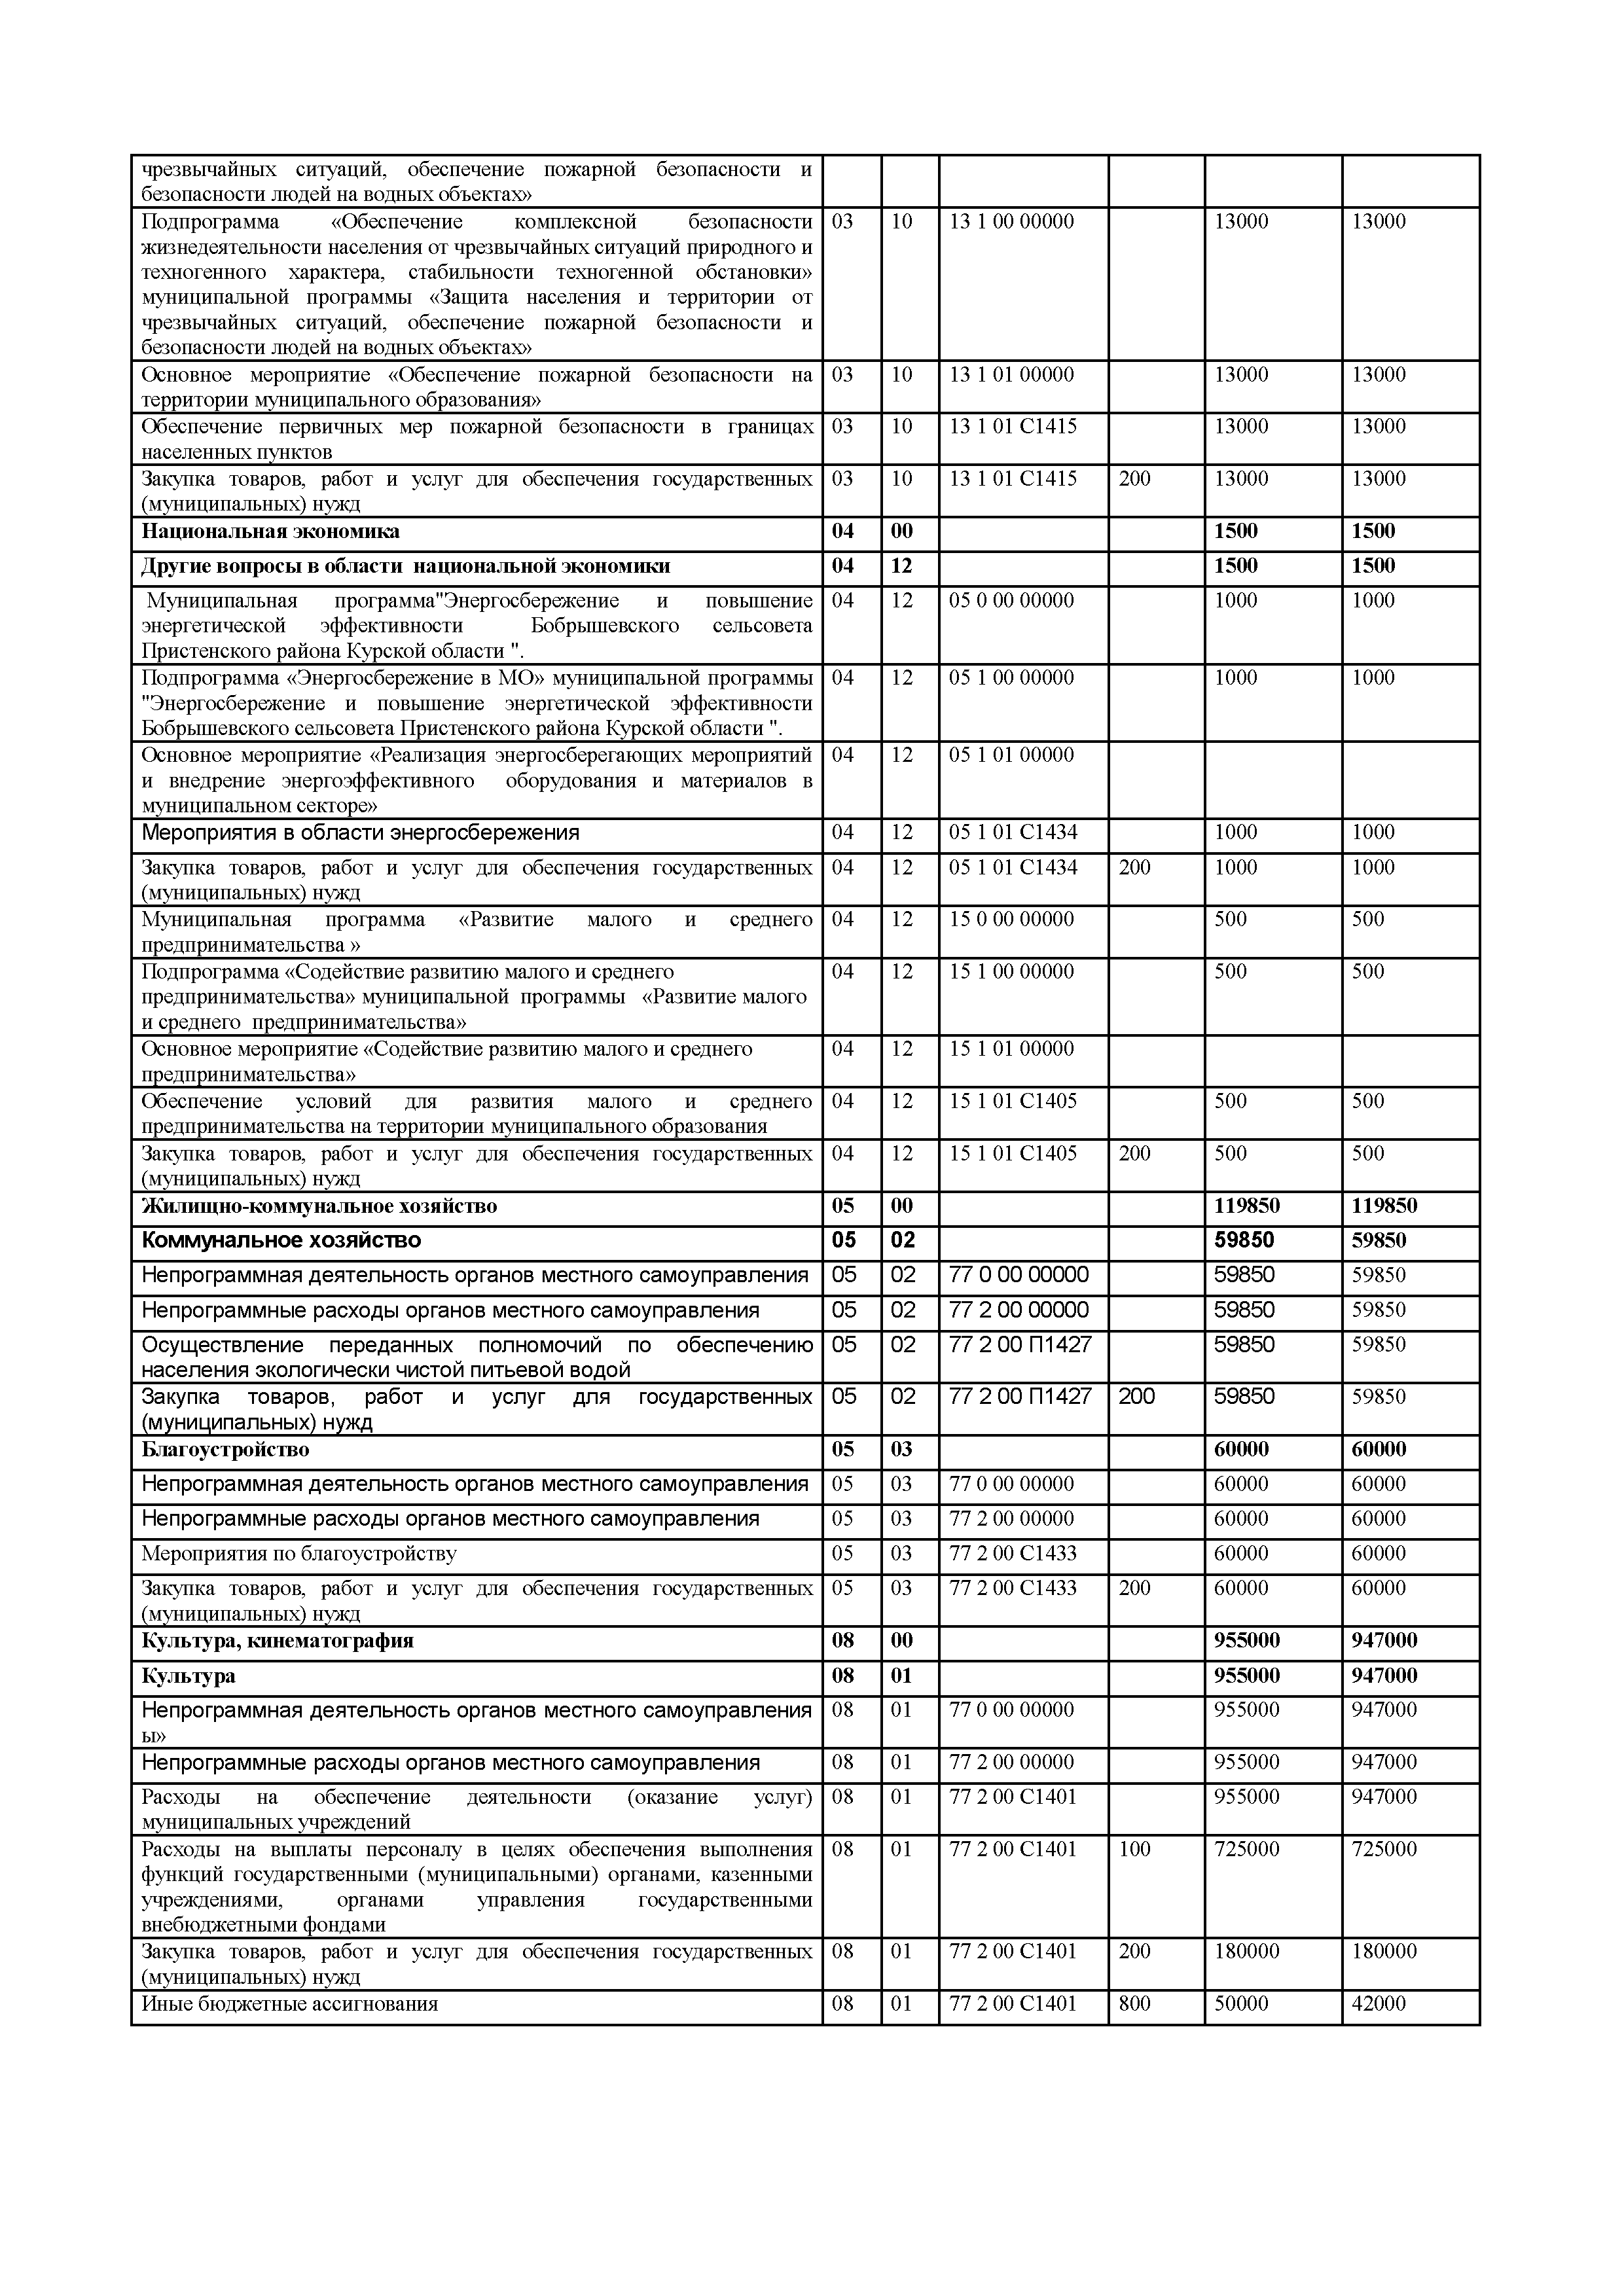 чрезвычайных ситуаций, обеспечение пожарной безопасности и
безопасности людей на водных объектах»
Подпрограмма «Обеспечение комплексной безопасности 03 10 13 1 00 00000 13000 13000
жизнедеятельности населения от чрезвычайных ситуаций природного и
техногенного характера, стабильности техногенной обстановки»
муниципальной программы «Защита населения и территории от
чрезвычайных ситуаций, обеспечение пожарной безопасности и
безопасности людей на водных объектах»
Основное мероприятие «Обеспечение пожарной безопасности на 03 10 13 1 01 00000 13000 13000
территории муниципального образования»
Обеспечение первичных мер пожарной безопасности в границах 03 10 13 1 01 С1415 13000 13000
населенных пунктов
Закупка товаров, работ и услуг для обеспечения государственных 03 10 13 1 01 С1415 200 13000 13000
(муниципальных) нужд
Национальная экономика 04 00 1500 1500
Другие вопросы в области национальной экономики 04 12 1500 1500
Муниципальная программа"Энергосбережение и повышение 04 12 05 0 00 00000 1000 1000
энергетической эффективности Бобрышевского сельсовета
Пристенского района Курской области ".
Подпрограмма «Энергосбережение в МО» муниципальной программы 04 12 05 1 00 00000 1000 1000
"Энергосбережение и повышение энергетической эффективности
Бобрышевского сельсовета Пристенского района Курской области ".
Основное мероприятие «Реализация энергосберегающих мероприятий 04 12 05 1 01 00000
и внедрение энергоэффективного оборудования и материалов в
муниципальном секторе»
Мероприятия в области энергосбережения 04 12 05 1 01 С1434 1000 1000
Закупка товаров, работ и услуг для обеспечения государственных 04 12 05 1 01 С1434 200 1000 1000
(муниципальных) нужд
Муниципальная программа «Развитие малого и среднего 04 12 15 0 00 00000 500 500
предпринимательства »
Подпрограмма «Содействие развитию малого и среднего 04 12 15 1 00 00000 500 500
предпринимательства» муниципальной программы «Развитие малого
и среднего предпринимательства»
Основное мероприятие «Содействие развитию малого и среднего 04 12 15 1 01 00000
предпринимательства»
Обеспечение условий для развития малого и среднего 04 12 15 1 01 С1405 500 500
предпринимательства на территории муниципального образования
Закупка товаров, работ и услуг для обеспечения государственных 04 12 15 1 01 С1405 200 500 500
(муниципальных) нужд
Жилищно-коммунальное хозяйство 05 00 119850 119850
Коммунальное хозяйство 05 02 59850 59850
Непрограммная деятельность органов местного самоуправления 05 02 77 0 00 00000 59850 59850
Непрограммные расходы органов местного самоуправления 05 02 77 2 00 00000 59850 59850
Осуществление переданных полномочий по обеспечению 05 02 77 2 00 П1427 59850 59850
населения экологически чистой питьевой водой
Закупка товаров, работ и услуг для государственных 05 02 77 2 00 П1427 200 59850 59850
(муниципальных) нужд
Благоустройство 05 03 60000 60000
Непрограммная деятельность органов местного самоуправления 05 03 77 0 00 00000 60000 60000
Непрограммные расходы органов местного самоуправления 05 03 77 2 00 00000 60000 60000
Мероприятия по благоустройству 05 03 77 2 00 С1433 60000 60000
Закупка товаров, работ и услуг для обеспечения государственных 05 03 77 2 00 С1433 200 60000 60000
(муниципальных) нужд
Культура, кинематография 08 00 955000 947000
Культура 08 01 955000 947000
Непрограммная деятельность органов местного самоуправления 08 01 77 0 00 00000 955000 947000
ы»
Непрограммные расходы органов местного самоуправления 08 01 77 2 00 00000 955000 947000
Расходы на обеспечение деятельности (оказание услуг) 08 01 77 2 00 С1401 955000 947000
муниципальных учреждений
Расходы на выплаты персоналу в целях обеспечения выполнения 08 01 77 2 00 С1401 100 725000 725000
функций государственными (муниципальными) органами, казенными
учреждениями, органами управления государственными
внебюджетными фондами
Закупка товаров, работ и услуг для обеспечения государственных 08 01 77 2 00 С1401 200 180000 180000
(муниципальных) нужд
Иные бюджетные ассигнования 08 01 77 2 00 С1401 800 50000 42000